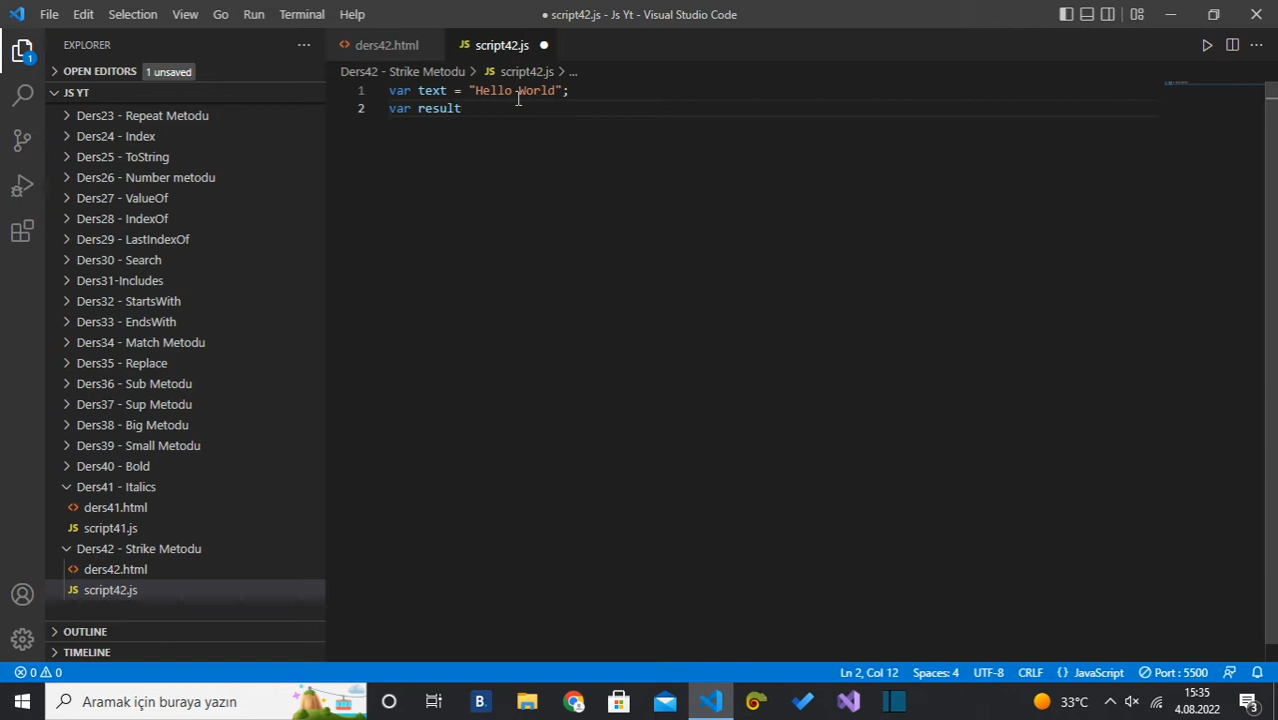 File Edit Selection View Go Run Terminal Help
● script42.js - Js Yt - Visual Studio Code
EXPLORER
OPEN EDITORS 1 unsaved
JS YT
Ders23 - Repeat Metodu
Ders24 - Index
Ders25 - ToString
Ders26 - Number metodu
Ders27 - ValueOf
Ders28 - IndexOf
Ders29 - LastIndexOf
Ders30 - Search
Ders31-Includes
Ders32 - StartsWith
Ders33 - EndsWith
Ders34 - Match Metodu
Ders35 - Replace
Ders36 - Sub Metodu
Ders37 - Sup Metodu
Ders38 - Big Metodu
Ders39 - Small Metodu
Ders40 - Bold
Ders41 - Italics
ders41.html
JS script41.js
Ders42 - Strike Metodu
ders42.html
JS script42.js
OUTLINE
TIMELINE
1
ders42.html JS script42.js
Ders42 - Strike Metodu > JS script42.js > ...
1 var text = "Hello World";
2 var result
0 0 Ln 2, Col 12 Spaces: 4 UTF-8 CRLF JavaScript Port : 5500
Aramak için buraya yazın
B.
33°C
15:35
4.08.2022
3